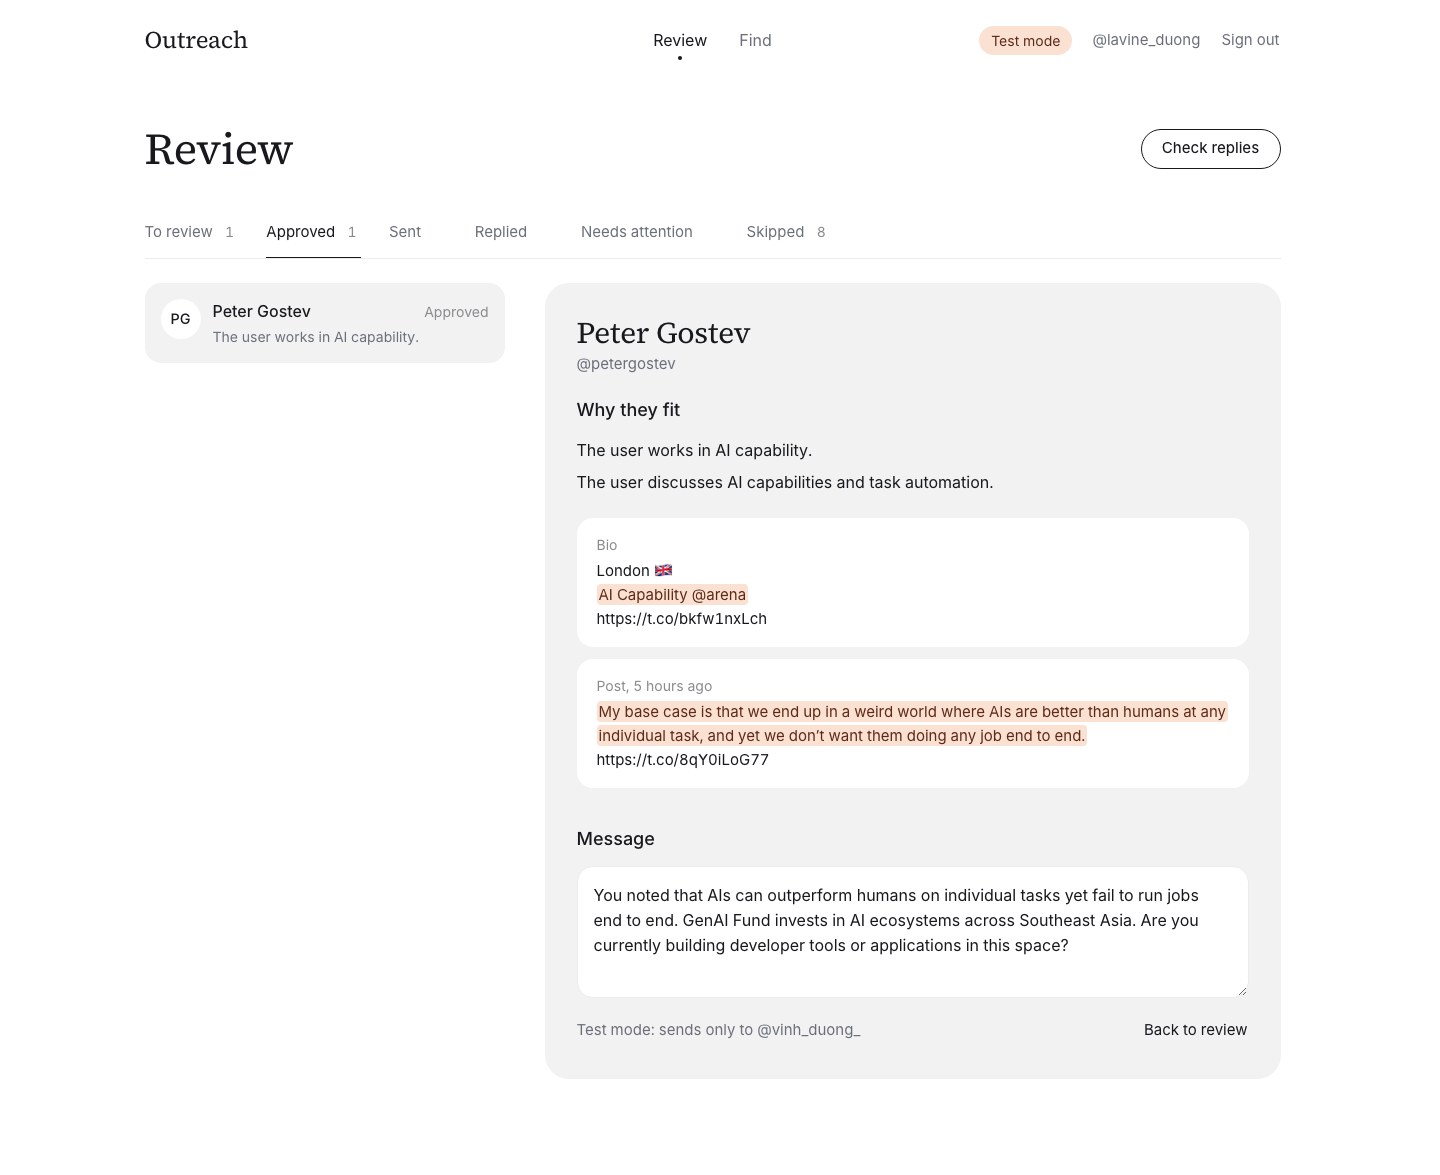 Outreach
Review
Find
Test mode
@lavine_duong
Sign out
Review
Check replies
To review 1
Approved 1
Sent
Replied
Needs attention
Skipped 8
PG
Peter Gostev
Approved
The user works in AI capability.
Peter Gostev
@petergostev
Why they fit
The user works in AI capability.
The user discusses AI capabilities and task automation.
Bio
London 🇬🇧
AI Capability @arena
https://t.co/bkfw1nxLch
Post, 5 hours ago
My base case is that we end up in a weird world where AIs are better than humans at any
individual task, and yet we don’t want them doing any job end to end.
https://t.co/8qY0iLoG77
Message
You noted that AIs can outperform humans on individual tasks yet fail to run jobs
end to end. GenAI Fund invests in AI ecosystems across Southeast Asia. Are you
currently building developer tools or applications in this space?
Test mode: sends only to @vinh_duong_
Back to review